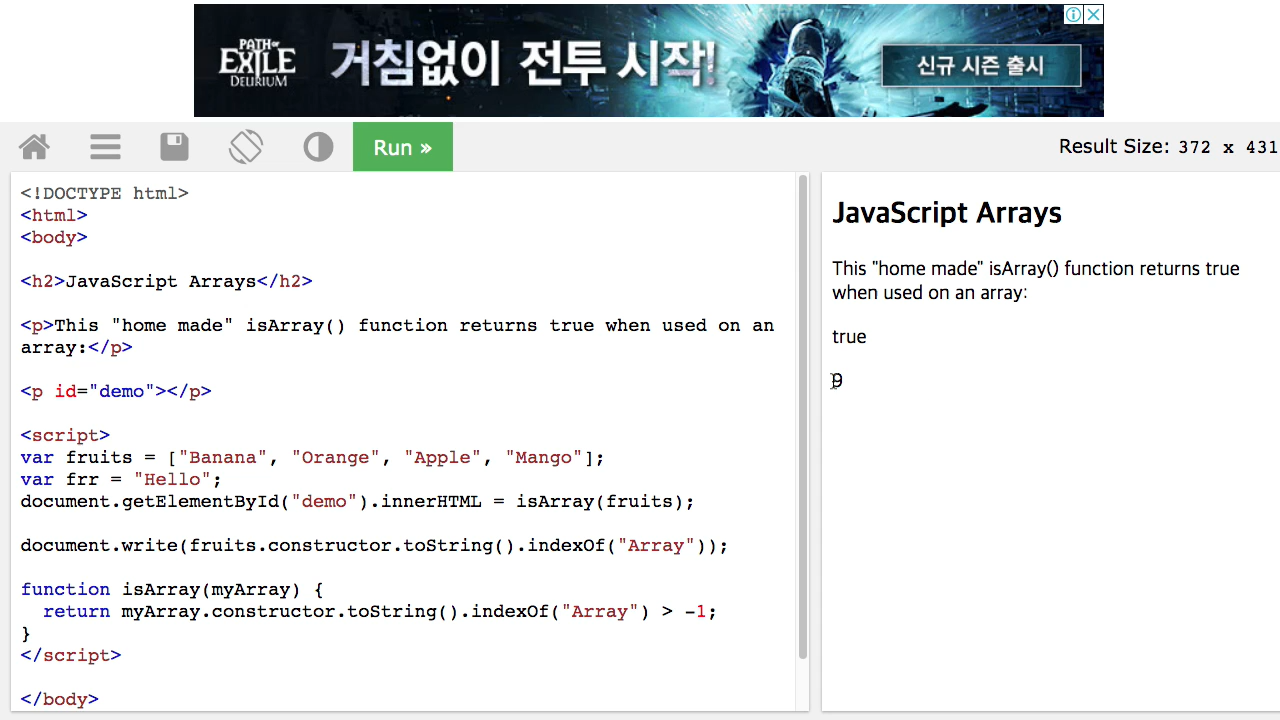 PATH OF
EXILE
DELIRIUM
거침없이 전투 시작!
신규 시즌 출시
Run »
Result Size: 372 x 431
<!DOCTYPE html>
<html>
<body>
<h2>JavaScript Arrays</h2>
<p>This "home made" isArray() function returns true when used on an
array:</p>
<p id="demo"></p>
<script>
var fruits = ["Banana", "Orange", "Apple", "Mango"];
var frr = "Hello";
document.getElementById("demo").innerHTML = isArray(fruits);
document.write(fruits.constructor.toString().indexOf("Array"));
function isArray(myArray) {
  return myArray.constructor.toString().indexOf("Array") > -1;
}
</script>
</body>
JavaScript Arrays
This "home made" isArray() function returns true
when used on an array:
true
9